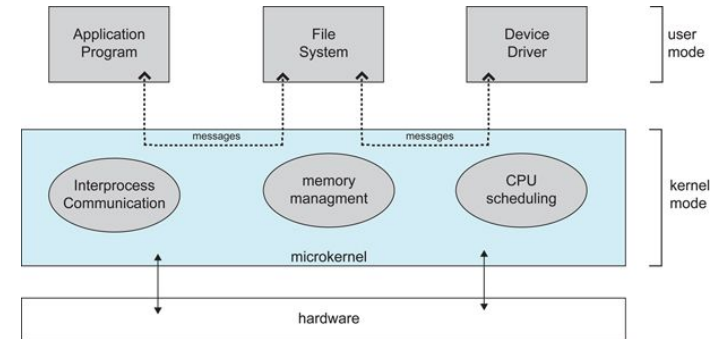 Application
Program
File
System
Device
Driver
user
mode
messages
messages
Interprocess
Communication
memory
managment
CPU
scheduling
kernel
mode
microkernel
hardware